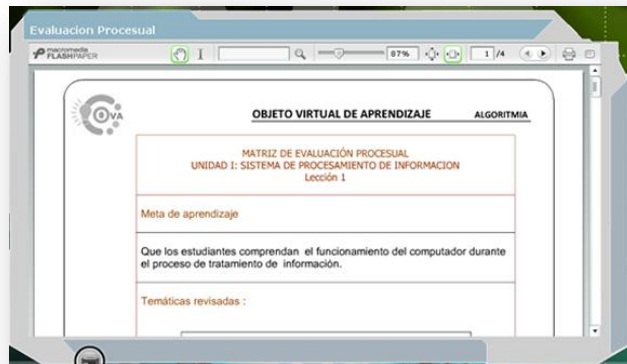 Evaluacion Procesual
macromedia
FLASHPAPER
87%
1 /4
OVA
OBJETO VIRTUAL DE APRENDIZAJE ALGORITMIA
MATRIZ DE EVALUACIÓN PROCESUAL
UNIDAD I: SISTEMA DE PROCESAMIENTO DE INFORMACION
Lección 1
Meta de aprendizaje
Que los estudiantes comprendan el funcionamiento del computador durante
el proceso de tratamiento de información.
Temáticas revisadas :